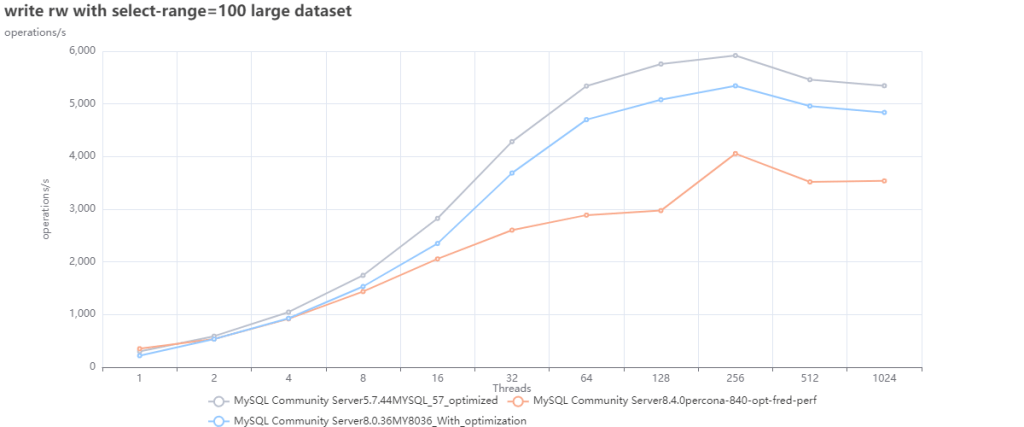 write rw with select-range=100 large dataset
operations/s
6,000
5,000
4,000
3,000
2,000
1,000
0
operations/s
1 2 4 8 16 32 64 128 256 512 1024
Threads
MySQL Community Server5.7.44MYSQL_57_optimized MySQL Community Server8.4.0percona-840-opt-fred-perf
MySQL Community Server8.0.36MY8036_With_optimization